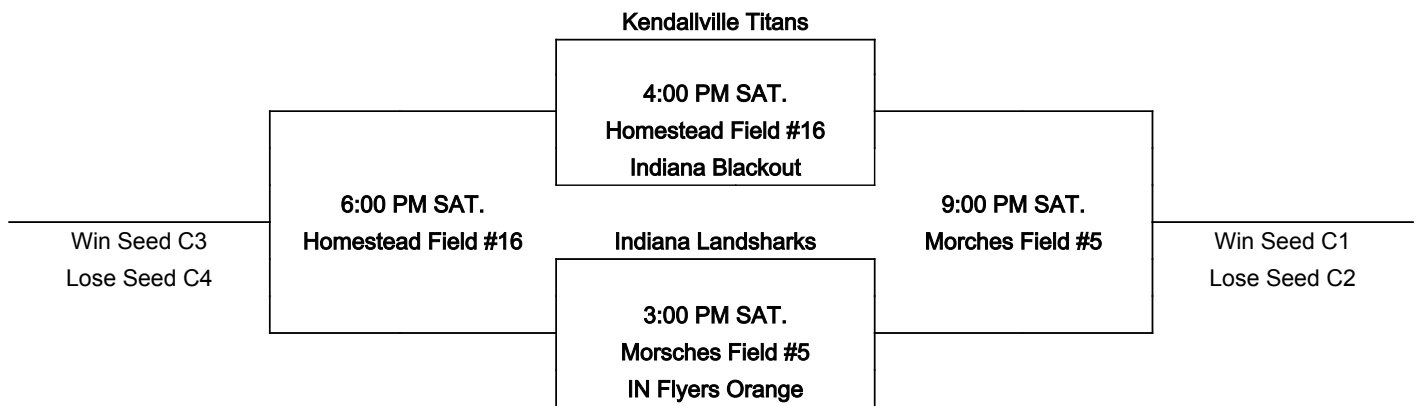 Kendallville Titans
4:00 PM SAT.
Homestead Field #16
Indiana Blackout
6:00 PM SAT.
Homestead Field #16
9:00 PM SAT.
Morches Field #5
Win Seed C3
Lose Seed C4
Indiana Landsharks
Win Seed C1
Lose Seed C2
3:00 PM SAT.
Morsches Field #5
IN Flyers Orange